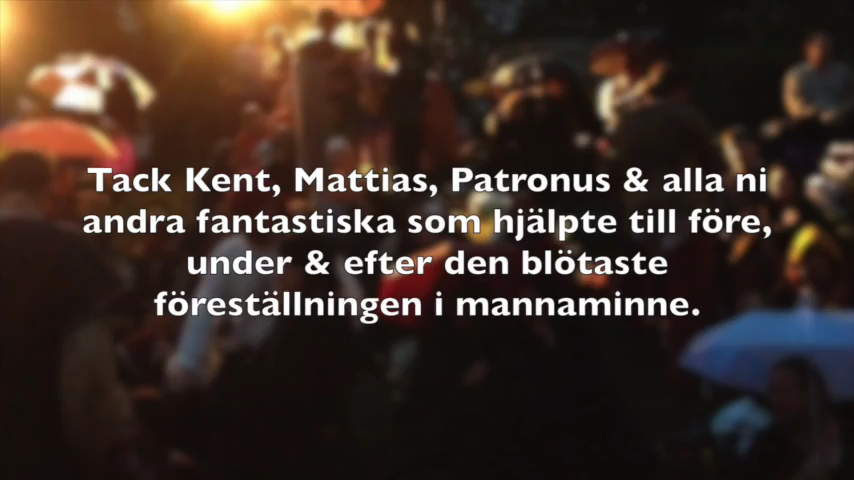 Tack Kent, Mattias, Patronus & alla ni
andra fantastiska som hjälpte till före,
under & efter den blötaste
föreställningen i mannaminne.